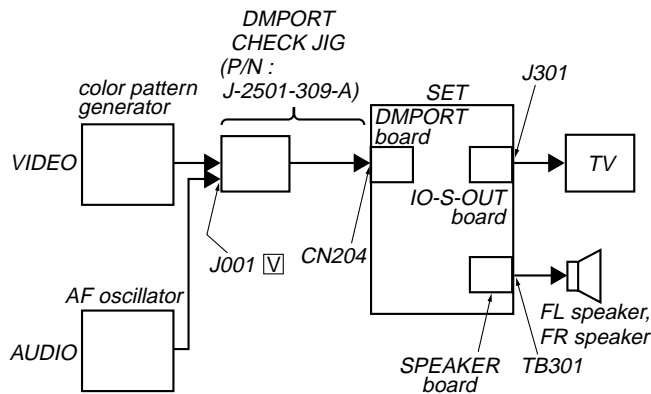 DMPORT
CHECK JIG
(P/N :
J-2501-309-A)
color pattern
generator
VIDEO
SET
DMPORT
board
J301
TV
IO-S-OUT
board
J001 V
CN204
AF oscillator
AUDIO
FL speaker,
FR speaker
SPEAKER
board
TB301